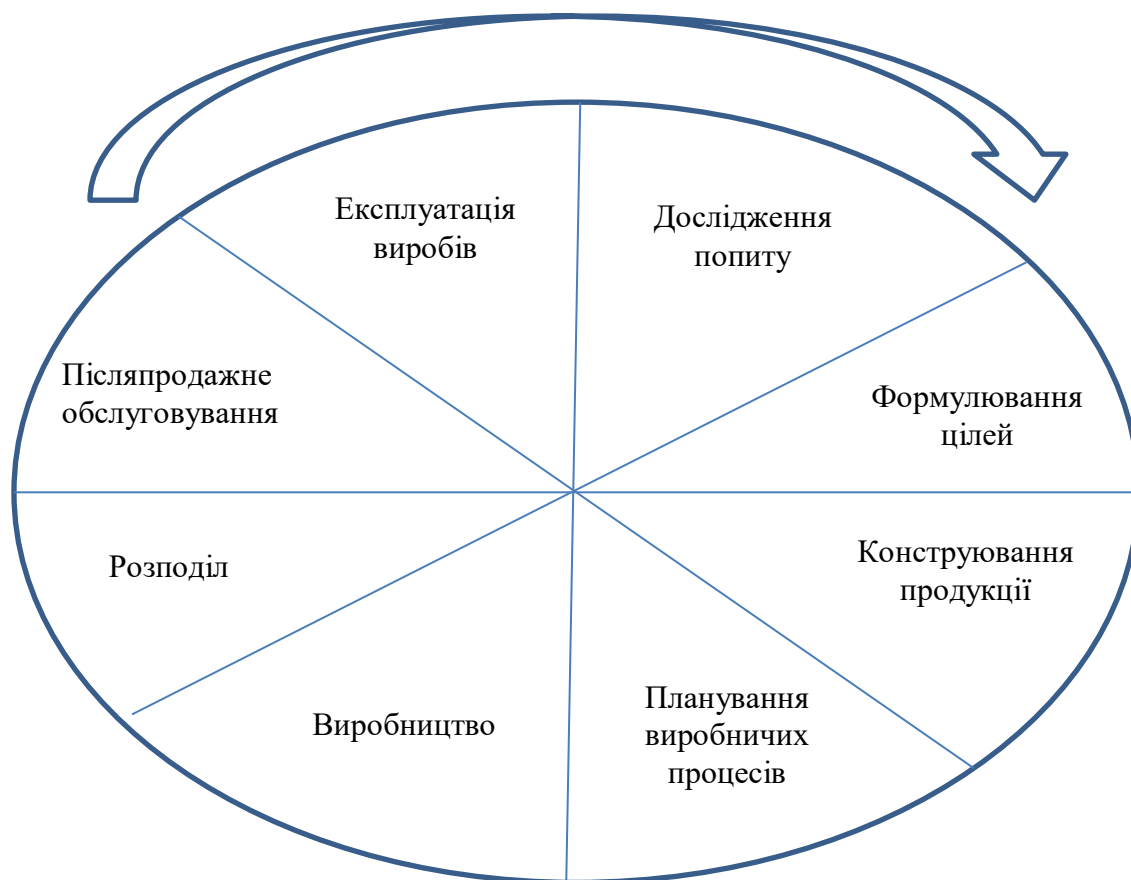 Експлуатація
виробів
Дослідження
попиту
Формулювання
цілей
Конструювання
продукції
Планування
виробничих
процесів
Виробництво
Розподіл
Післяпродажне
обслуговування